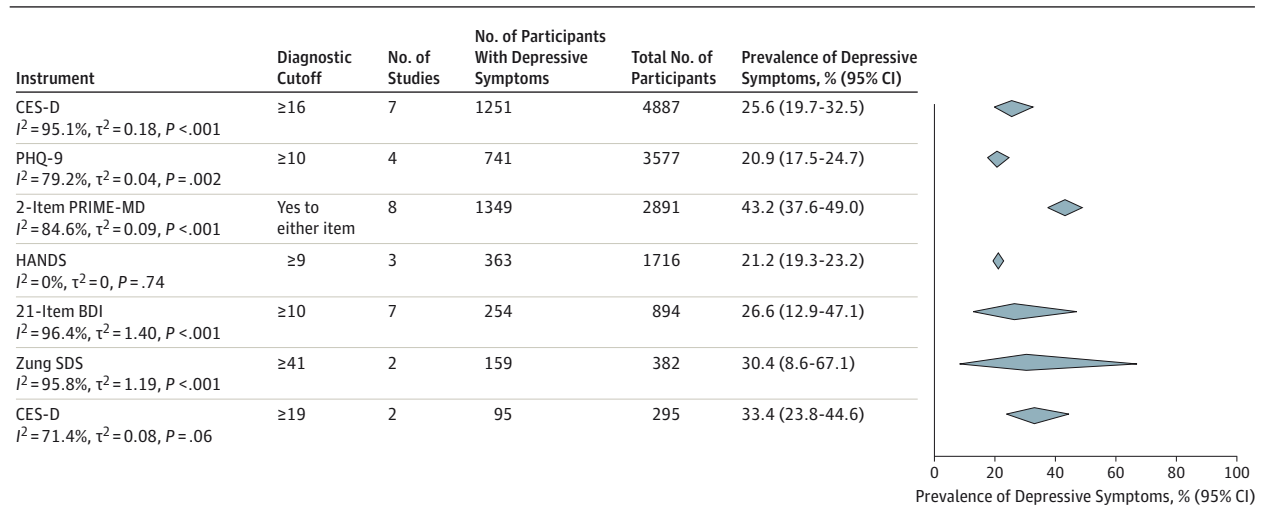 Instrument Diagnostic Cutoff No. of Studies No. of Participants With Depressive Symptoms Total No. of Participants Prevalence of Depressive Symptoms, % (95% CI)
CES-D ≥16 7 1251 4887 25.6 (19.7-32.5)
I² = 95.1%, τ² = 0.18, P <.001
PHQ-9 ≥10 4 741 3577 20.9 (17.5-24.7)
I² = 79.2%, τ² = 0.04, P = .002
2-Item PRIME-MD Yes to either item 8 1349 2891 43.2 (37.6-49.0)
I² = 84.6%, τ² = 0.09, P <.001
HANDS ≥9 3 363 1716 21.2 (19.3-23.2)
I² = 0%, τ² = 0, P = .74
21-Item BDI ≥10 7 254 894 26.6 (12.9-47.1)
I² = 96.4%, τ² = 1.40, P <.001
Zung SDS ≥41 2 159 382 30.4 (8.6-67.1)
I² = 95.8%, τ² = 1.19, P <.001
CES-D ≥19 2 95 295 33.4 (23.8-44.6)
I² = 71.4%, τ² = 0.08, P = .06
0 20 40 60 80 100
Prevalence of Depressive Symptoms, % (95% CI)